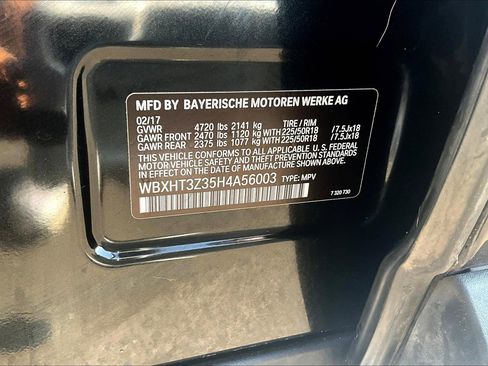 MFD BY BAYERISCHE MOTOREN WERKE AG
02/17
GVWR 4720 lbs 2141 kg TIRE / RIM
GAWR FRONT 2470 lbs 1120 kg WITH 225/50R18 /7.5Jx18
GAWR REAR 2375 lbs 1077 kg WITH 225/50R18 /7.5Jx18
THIS VEHICLE CONFORMS TO ALL APPLICABLE U.S. FEDERAL
MOTOR VEHICLE SAFETY, BUMPER, AND THEFT PREVENTION
STANDARDS IN EFFECT ON THE DATE OF MANUFACTURE SHOWN ABOVE.
WBXHT3Z35H4A56003 TYPE: MPV
7 320 730